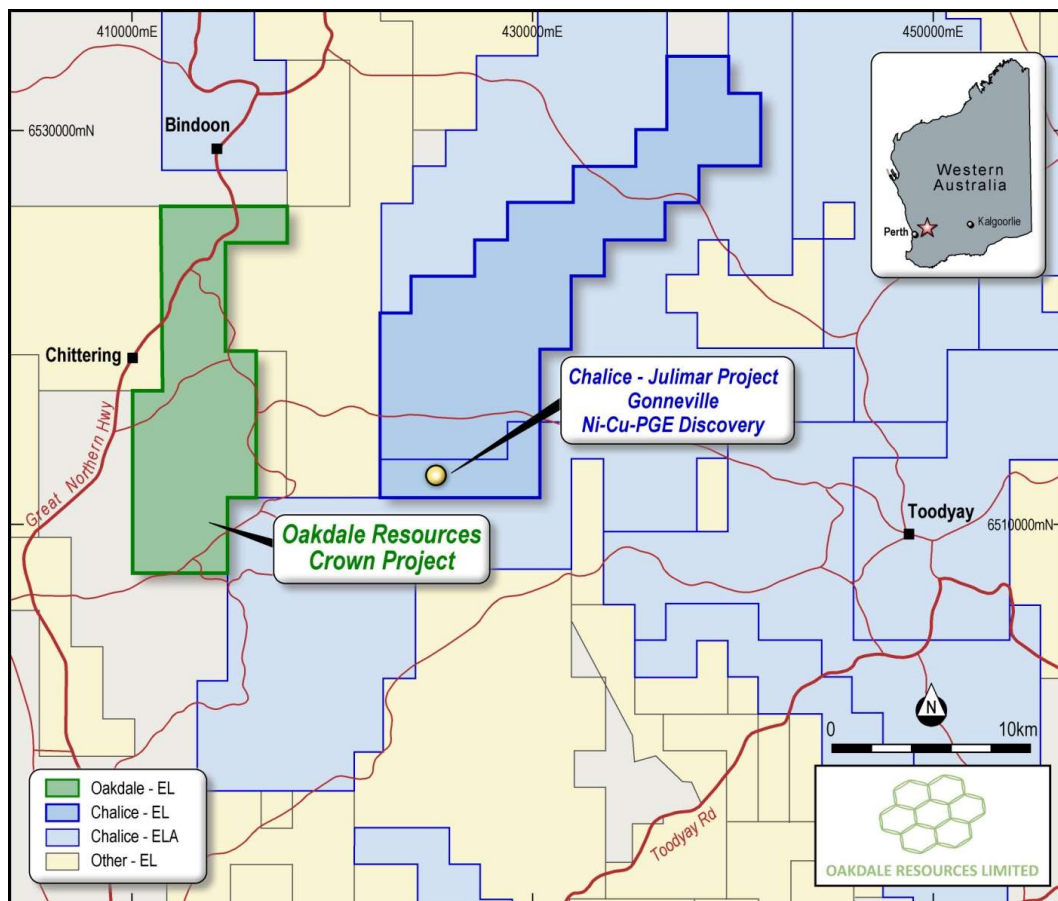 410000mE
430000mE
450000mE
6530000mN
Bindoon
Western
Australia
Kalgoorlie
Perth
Chittering
Chalice - Julimar Project
Gonneville
Ni-Cu-PGE Discovery
Great Northern Hwy
Toodyay
6510000mN
Oakdale Resources
Crown Project
N
0
10km
Oakdale - EL
Chalice - EL
Chalice - ELA
Other - EL
Toodyay Rd
OAKDALE RESOURCES LIMITED